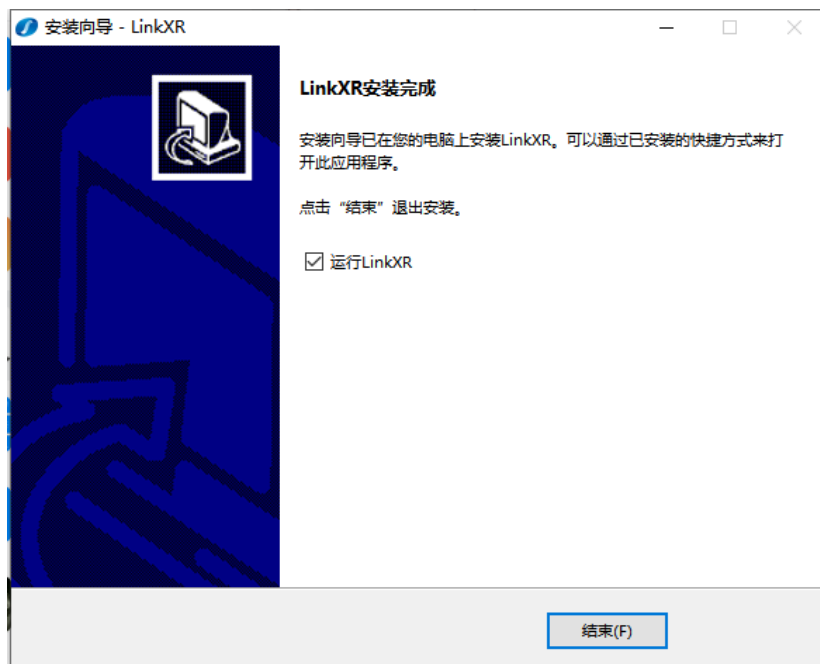 安装向导 - LinkXR
LinkXR安装完成
安装向导已在您的电脑上安装LinkXR。可以通过已安装的快捷方式来打
开此应用程序。
点击“结束”退出安装。
运行LinkXR
结束(F)